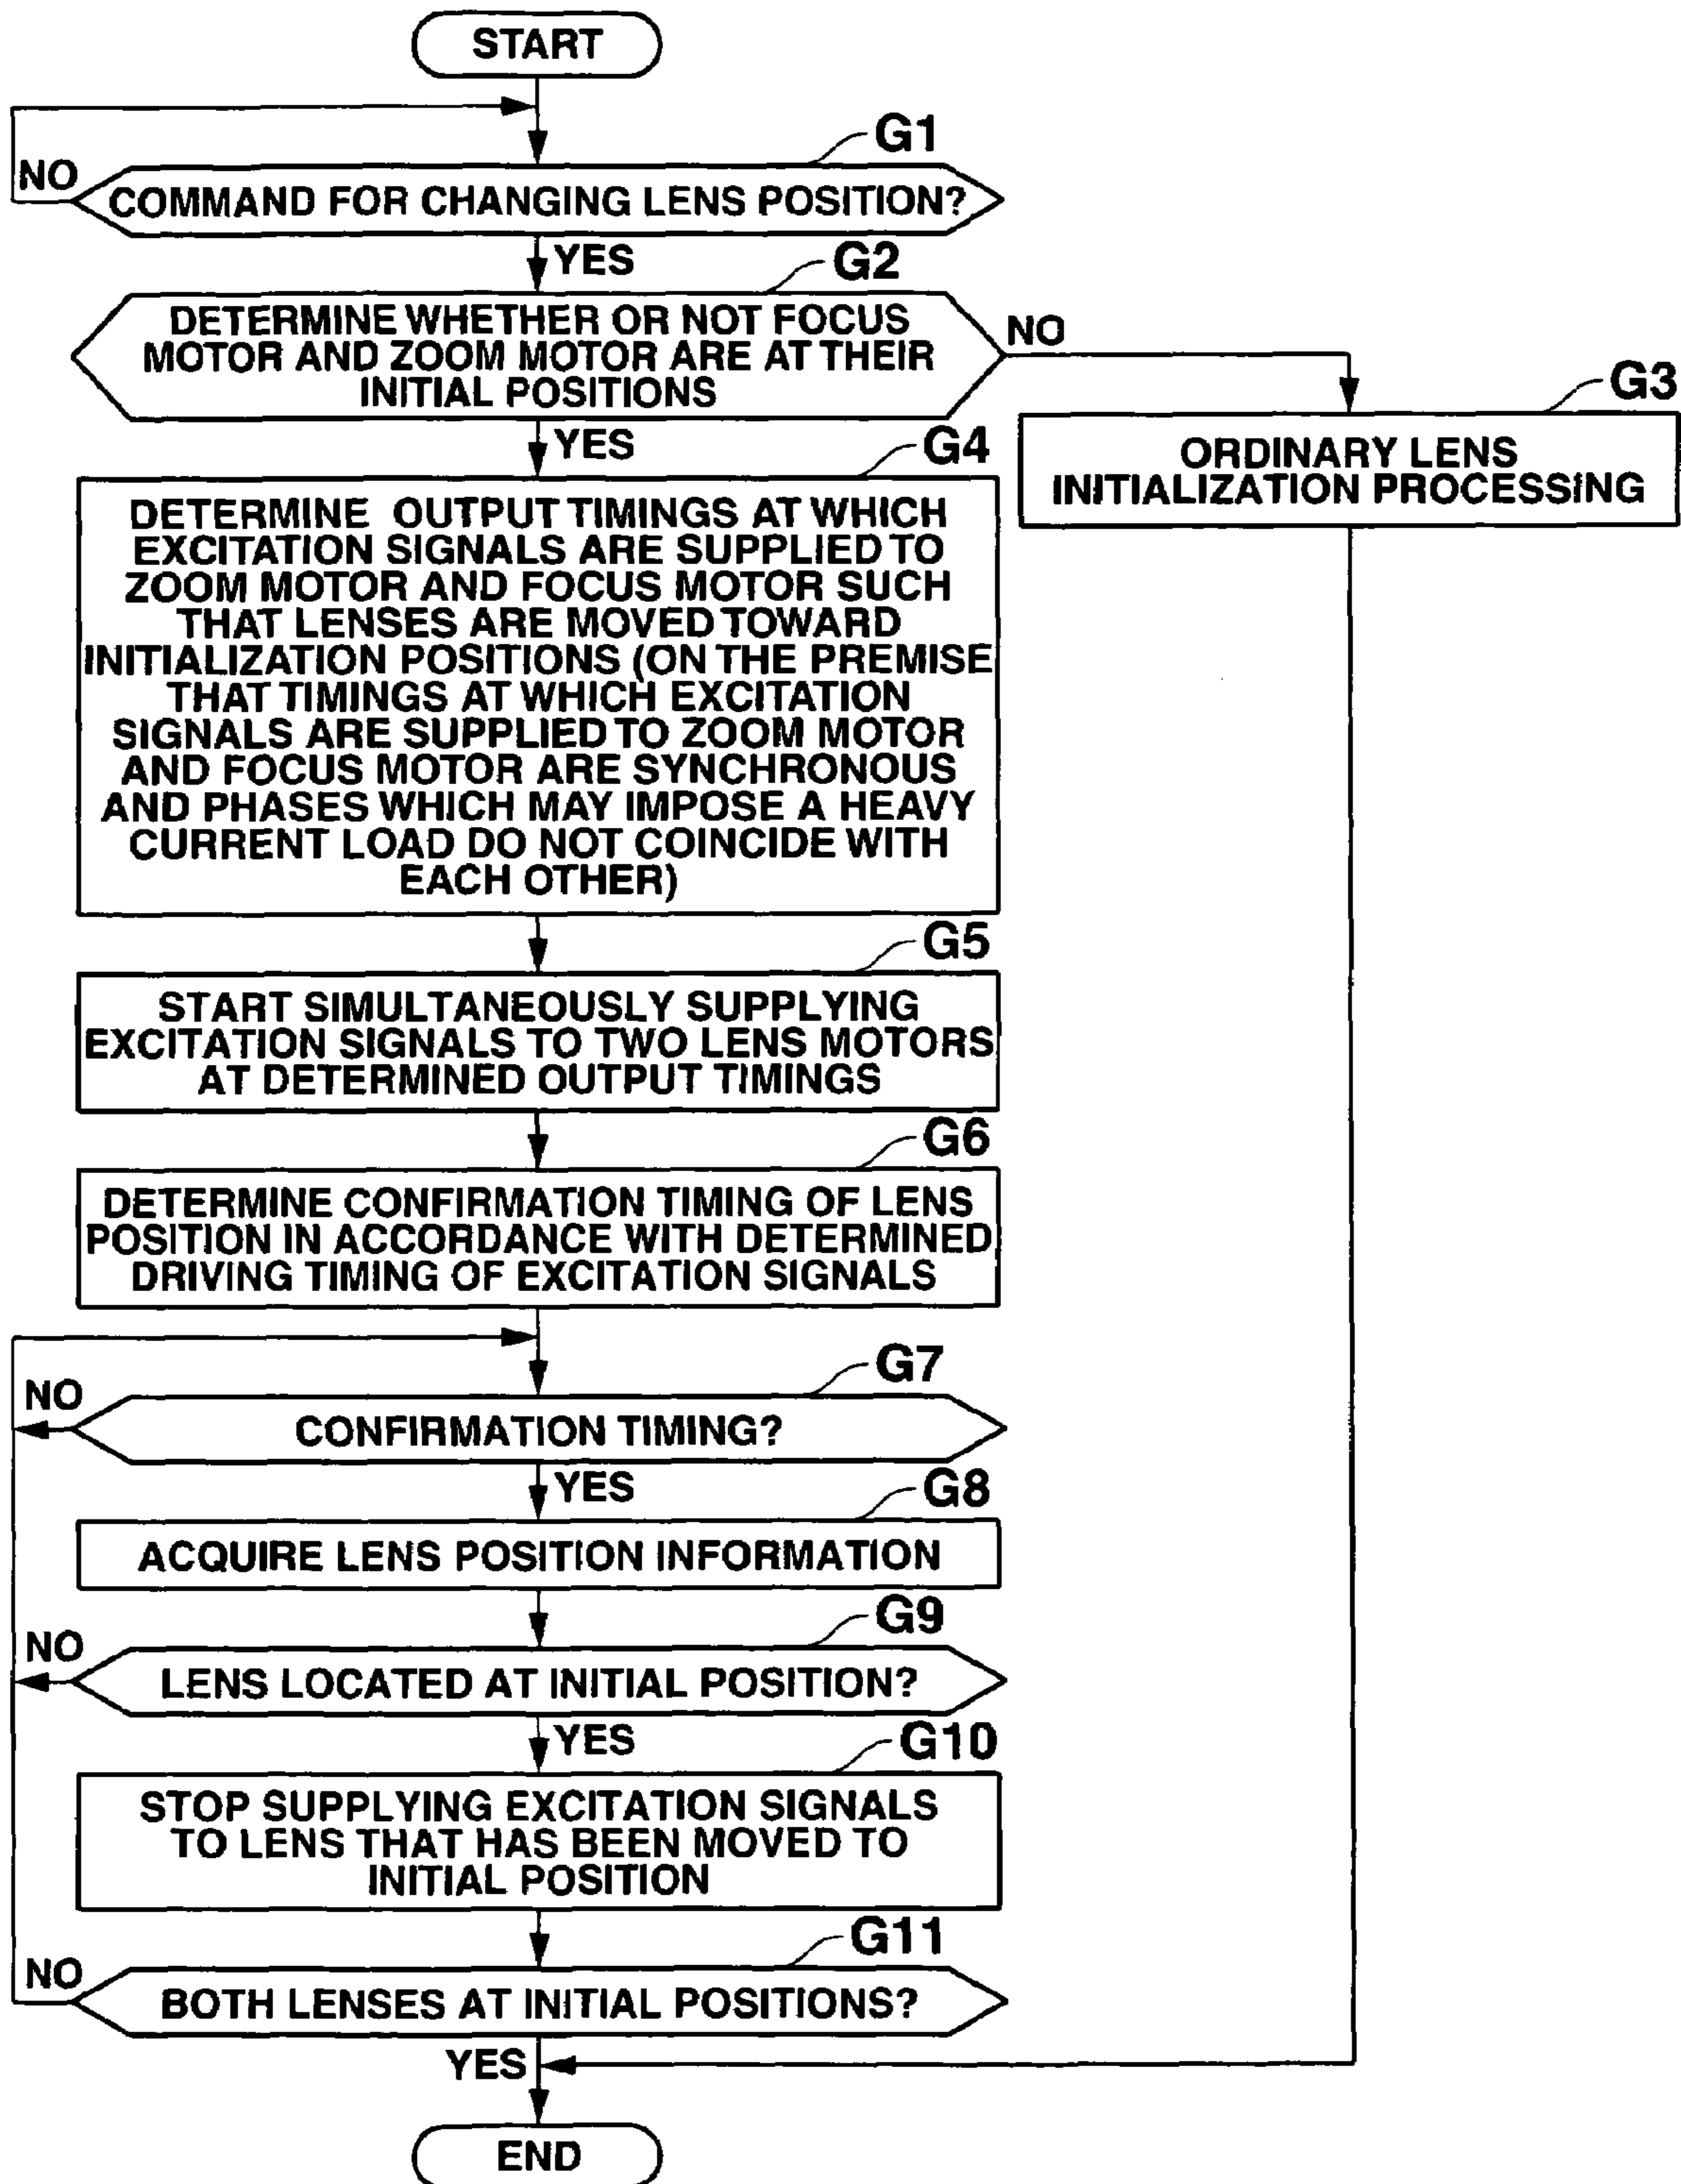 START
G1
NO
COMMAND FOR CHANGING LENS POSITION?
YES
G2
DETERMINE WHETHER OR NOT FOCUS
MOTOR AND ZOOM MOTOR ARE AT THEIR
INITIAL POSITIONS
NO
G3
ORDINARY LENS
INITIALIZATION PROCESSING
YES
G4
DETERMINE OUTPUT TIMINGS AT WHICH
EXCITATION SIGNALS ARE SUPPLIED TO
ZOOM MOTOR AND FOCUS MOTOR SUCH
THAT LENSES ARE MOVED TOWARD
INITIALIZATION POSITIONS (ON THE PREMISE
THAT TIMINGS AT WHICH EXCITATION
SIGNALS ARE SUPPLIED TO ZOOM MOTOR
AND FOCUS MOTOR ARE SYNCHRONOUS
AND PHASES WHICH MAY IMPOSE A HEAVY
CURRENT LOAD DO NOT COINCIDE WITH
EACH OTHER)
G5
START SIMULTANEOUSLY SUPPLYING
EXCITATION SIGNALS TO TWO LENS MOTORS
AT DETERMINED OUTPUT TIMINGS
G6
DETERMINE CONFIRMATION TIMING OF LENS
POSITION IN ACCORDANCE WITH DETERMINED
DRIVING TIMING OF EXCITATION SIGNALS
G7
NO
CONFIRMATION TIMING?
YES
G8
ACQUIRE LENS POSITION INFORMATION
G9
NO
LENS LOCATED AT INITIAL POSITION?
YES
G10
STOP SUPPLYING EXCITATION SIGNALS
TO LENS THAT HAS BEEN MOVED TO
INITIAL POSITION
G11
NO
BOTH LENSES AT INITIAL POSITIONS?
YES
END